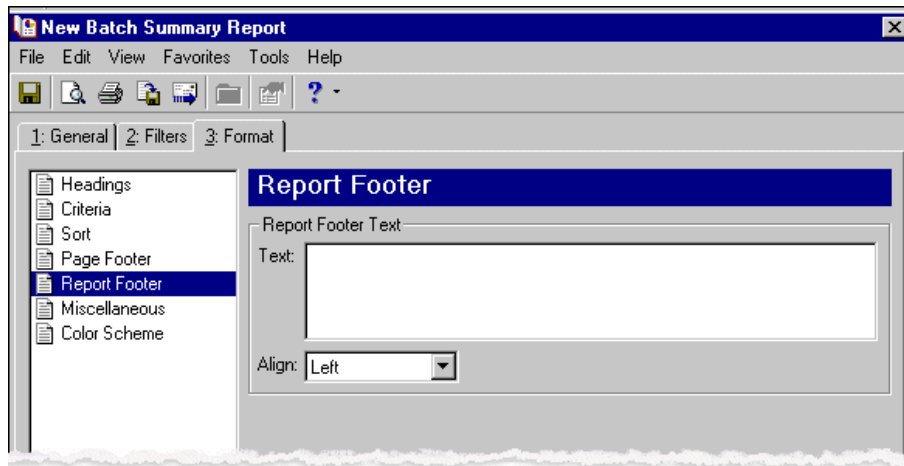 New Batch Summary Report
File Edit View Favorites Tools Help
1: General 2: Filters 3: Format
Headings
Criteria
Sort
Page Footer
Report Footer
Miscellaneous
Color Scheme
Report Footer
Report Footer Text
Text:
Align: Left